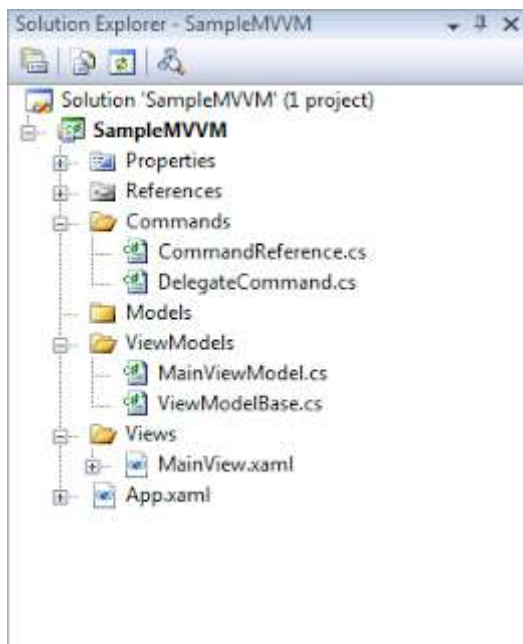 Solution Explorer - SampleMVVM
Solution 'SampleMVVM' (1 project)
SampleMVVM
Properties
References
Commands
CommandReference.cs
DelegateCommand.cs
Models
ViewModels
MainViewModel.cs
ViewModelBase.cs
Views
MainView.xaml
App.xaml